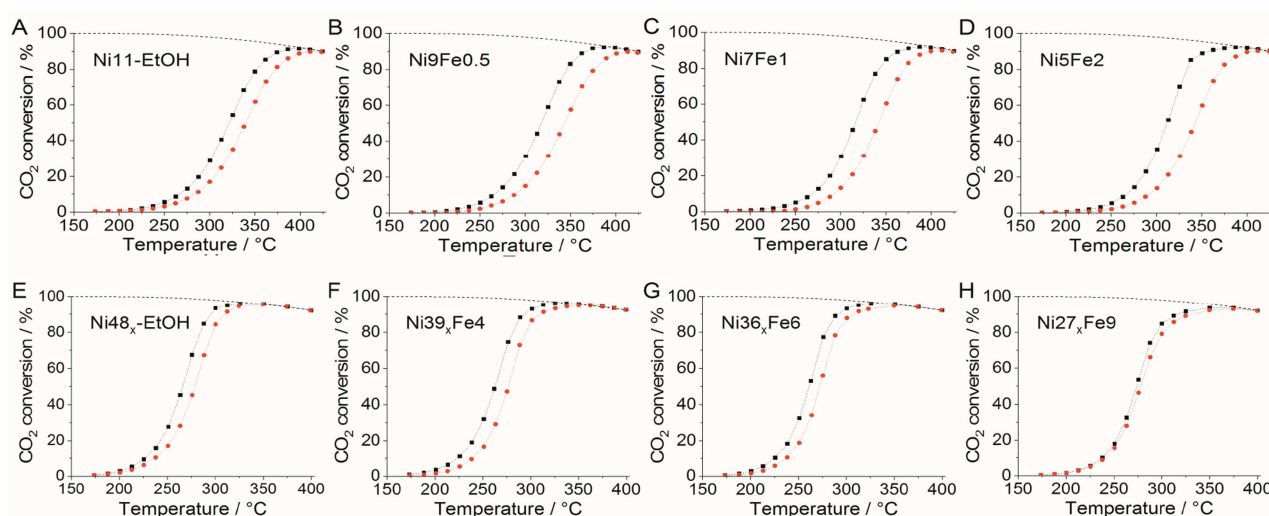 A
Ni11-EtOH
CO₂ conversion / %
100
80
60
40
20
0
150 200 250 300 350 400
Temperature / °C
B
Ni9Fe0.5
CO₂ conversion / %
100
80
60
40
20
0
150 200 250 300 350 400
Temperature / °C
C
Ni7Fe1
CO₂ conversion / %
100
80
60
40
20
0
150 200 250 300 350 400
Temperature / °C
D
Ni5Fe2
CO₂ conversion / %
100
80
60
40
20
0
150 200 250 300 350 400
Temperature / °C
E
Ni48ₓ-EtOH
CO₂ conversion / %
100
80
60
40
20
0
150 200 250 300 350 400
Temperature / °C
F
Ni39ₓFe4
CO₂ conversion / %
100
80
60
40
20
0
150 200 250 300 350 400
Temperature / °C
G
Ni36ₓFe6
CO₂ conversion / %
100
80
60
40
20
0
150 200 250 300 350 400
Temperature / °C
H
Ni27ₓFe9
CO₂ conversion / %
100
80
60
40
20
0
150 200 250 300 350 400
Temperature / °C